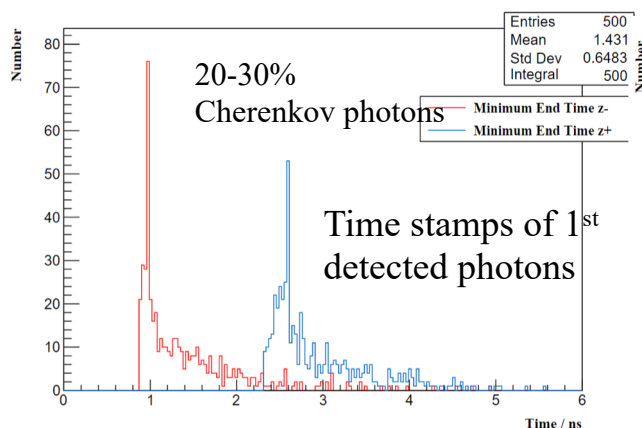 Number
80
70
60
50
40
30
20
10
0
0 1 2 3 4 5 6
Time / ns
20-30%
Cherenkov photons
Time stamps of 1st
detected photons
Entries 500
Mean 1.431
Std Dev 0.6483
Integral 500
Number
Minimum End Time z-
Minimum End Time z+